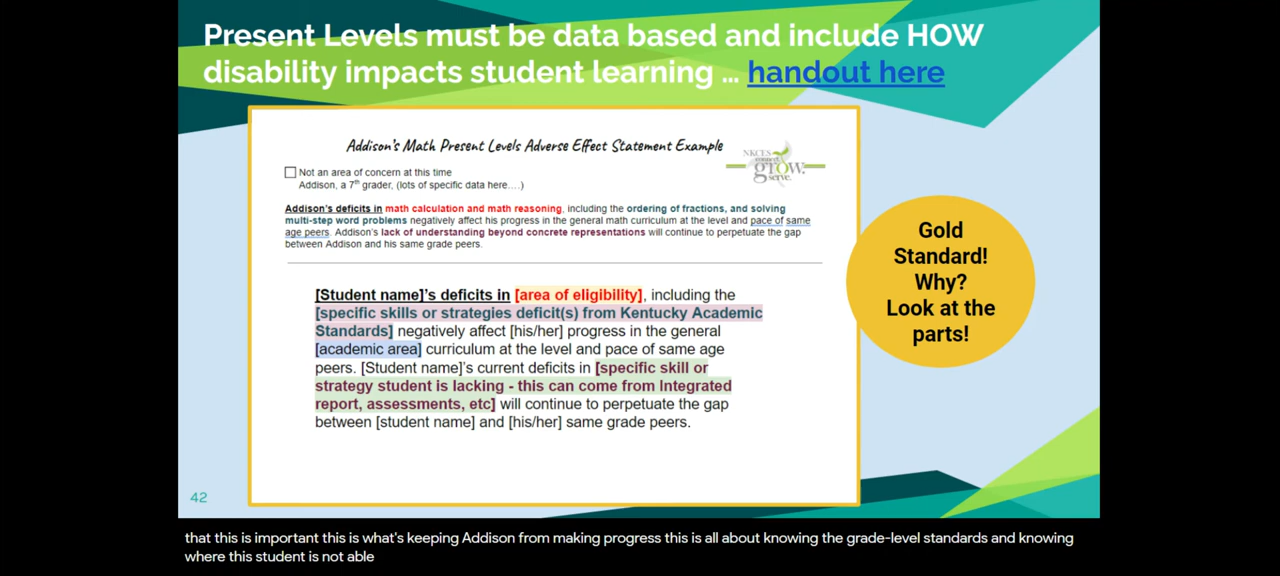 Present Levels must be data based and include HOW
disability impacts student learning ... handout here
Addison's Math Present Levels Adverse Effect Statement Example
NKCES
connect
grow.
serve.
Not an area of concern at this time
Addison, a 7th grader, (lots of specific data here....)
Addison's deficits in math calculation and math reasoning, including the ordering of fractions, and solving
multi-step word problems negatively affect his progress in the general math curriculum at the level and pace of same
age peers. Addison's lack of understanding beyond concrete representations will continue to perpetuate the gap
between Addison and his same grade peers.
[Student name]'s deficits in [area of eligibility], including the
[specific skills or strategies deficit(s) from Kentucky Academic
Standards] negatively affect [his/her] progress in the general
[academic area] curriculum at the level and pace of same age
peers. [Student name]'s current deficits in [specific skill or
strategy student is lacking - this can come from Integrated
report, assessments, etc] will continue to perpetuate the gap
between [student name] and [his/her] same grade peers.
Gold
Standard!
Why?
Look at the
parts!
42
that this is important this is what's keeping Addison from making progress this is all about knowing the grade-level standards and knowing
where this student is not able